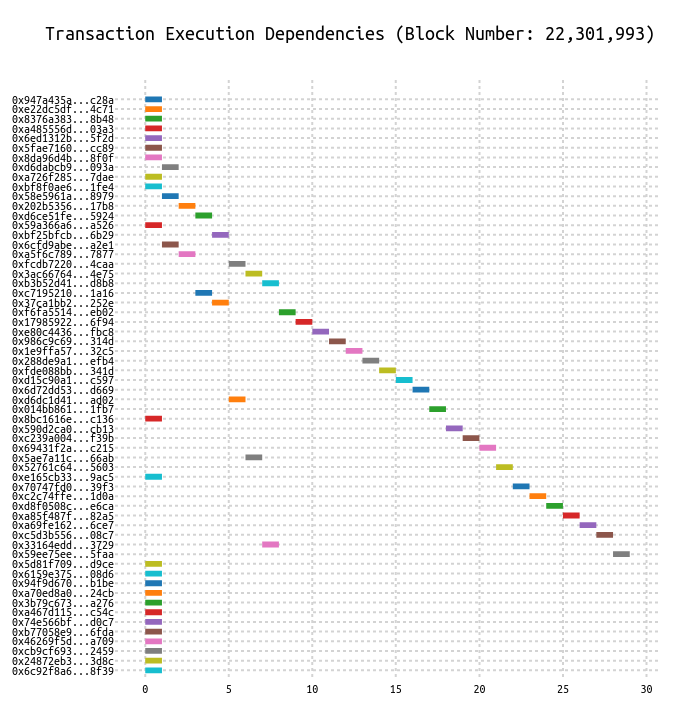 Transaction Execution Dependencies (Block Number: 22,301,993)
0x947a435a...c28a
0xe22dc5df...4c71
0x8376a383...8b48
0xa485556d...03a3
0x6ed1312b...5f2d
0x5fae7160...cc89
0x8da96d4b...8f0f
0xd6dabcb9...093a
0xa726f285...7dae
0xbf8f0ae6...1fe4
0x58e5961a...8979
0x202b5356...17b8
0xd6ce51fe...5924
0x59a366a6...a526
0xbf25bfcb...6b29
0x6cfd9abe...a2e1
0xa5f6c789...7877
0xfcdb7220...4caa
0x3ac66764...4e75
0xb3b52d41...d8b8
0xc7195210...1a16
0x37ca1bb2...252e
0xf6fa5514...eb02
0x17985922...6f94
0xe80c4436...fbc8
0x986c9c69...314d
0x1e9ffa57...32c5
0x288de9a1...efb4
0xfde088bb...341d
0xd15c90a1...c597
0x6d72dd53...d669
0xd6dc1d41...ad02
0x014bb861...1fb7
0x8bc1616e...c136
0x590d2ca0...cb13
0xc239a004...f39b
0x69431f2a...c215
0x5ae7a11c...66ab
0x52761c64...5603
0xe165cb33...9ac5
0x70747fd0...39f3
0xc2c74ffe...1d0a
0xd8f0508c...e6ca
0xa85f487f...82a5
0xa69fe162...6ce7
0xc5d3b556...08c7
0x33164edd...3729
0x59ee75ee...5faa
0x5d81f709...d9ce
0x6159e375...08d6
0x94f9d670...b1be
0xa70ed8a0...24cb
0x3b79c673...a276
0xa467d115...c54c
0x74e566bf...d0c7
0xb77058e9...6fda
0x46269f5d...a709
0xcb9cf693...2459
0x24872eb3...3d8c
0x6c92f8a6...8f39
0 5 10 15 20 25 30